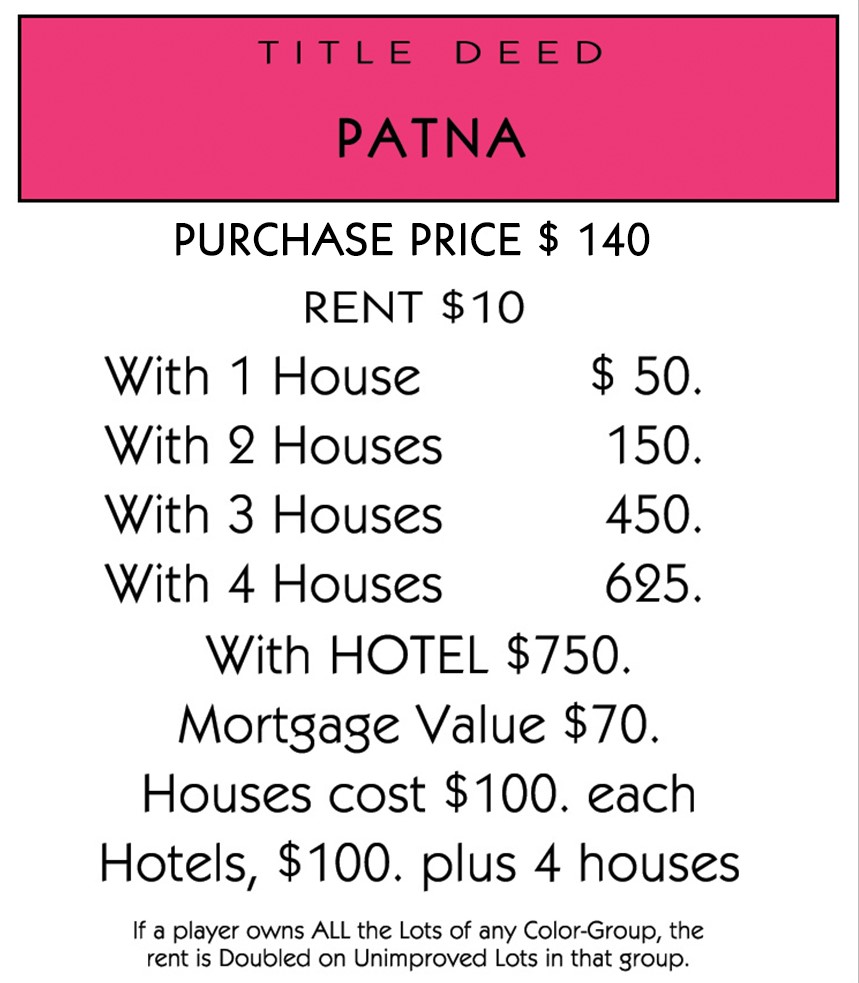 TITLE DEED
PATNA
PURCHASE PRICE $ 140
RENT $10
With 1 House $ 50.
With 2 Houses 150.
With 3 Houses 450.
With 4 Houses 625.
With HOTEL $750.
Mortgage Value $70.
Houses cost $100. each
Hotels, $100. plus 4 houses
If a player owns ALL the Lots of any Color-Group, the
rent is Doubled on Unimproved Lots in that group.